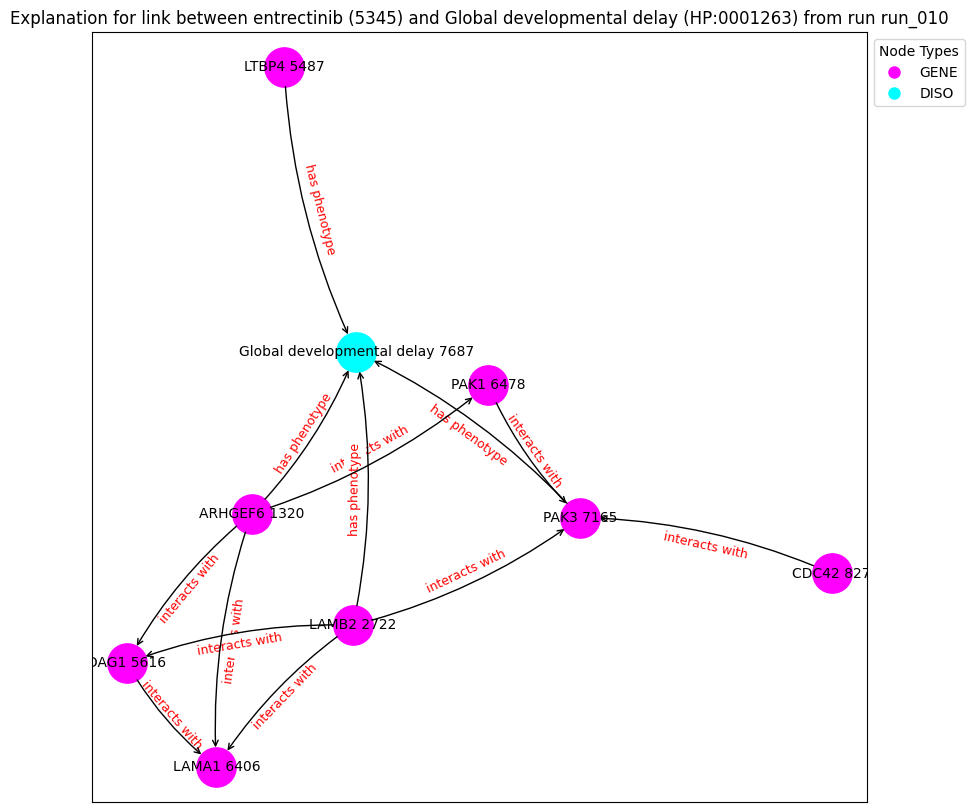 Explanation for link between entrectinib (5345) and Global developmental delay (HP:0001263) from run run_010
Node Types
GENE
DISO
LTBP4 5487
has phenotype
Global developmental delay 7687
PAK1 6478
has phenotype
interacts with
has phenotype
interacts with
has phenotype
ARHGEF6 1320
PAK3 7165
interacts with
CDC42 827
interacts with
interacts with
interacts with
LAMB2 2722
interacts with
DAG1 5616
interacts with
interacts with
LAMA1 6406